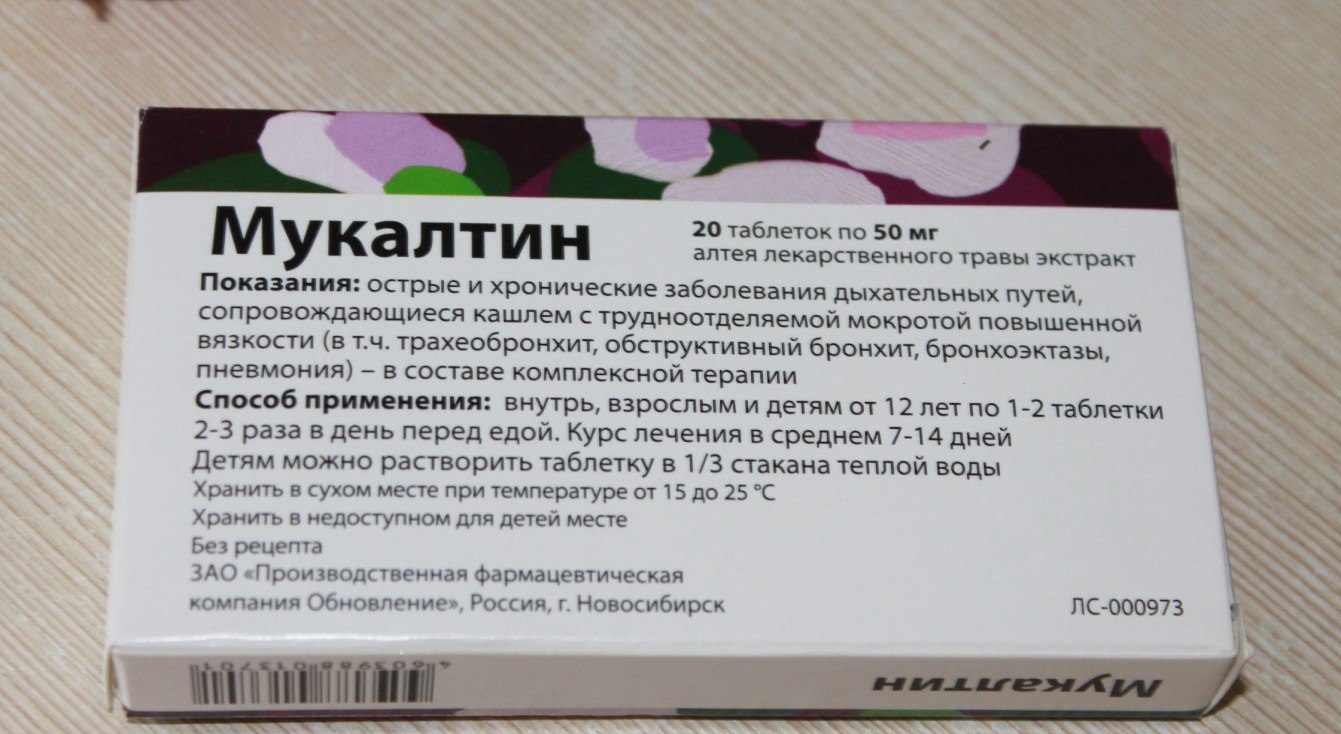 Мукалтин
20 таблеток по 50 мг
алтея лекарственного травы экстракт
Показания: острые и хронические заболевания дыхательных путей,
сопровождающиеся кашлем с трудноотделяемой мокротой повышенной
вязкости (в т.ч. трахеобронхит, обструктивный бронхит, бронхоэктазы,
пневмония) – в составе комплексной терапии
Способ применения: внутрь, взрослым и детям от 12 лет по 1-2 таблетки
2-3 раза в день перед едой. Курс лечения в среднем 7-14 дней
Детям можно растворить таблетку в 1/3 стакана теплой воды
Хранить в сухом месте при температуре от 15 до 25 °C
Хранить в недоступном для детей месте
Без рецепта
ЗАО «Производственная фармацевтическая
компания Обновление», Россия, г. Новосибирск
ЛС-000973
4603988013701
Мукалтин